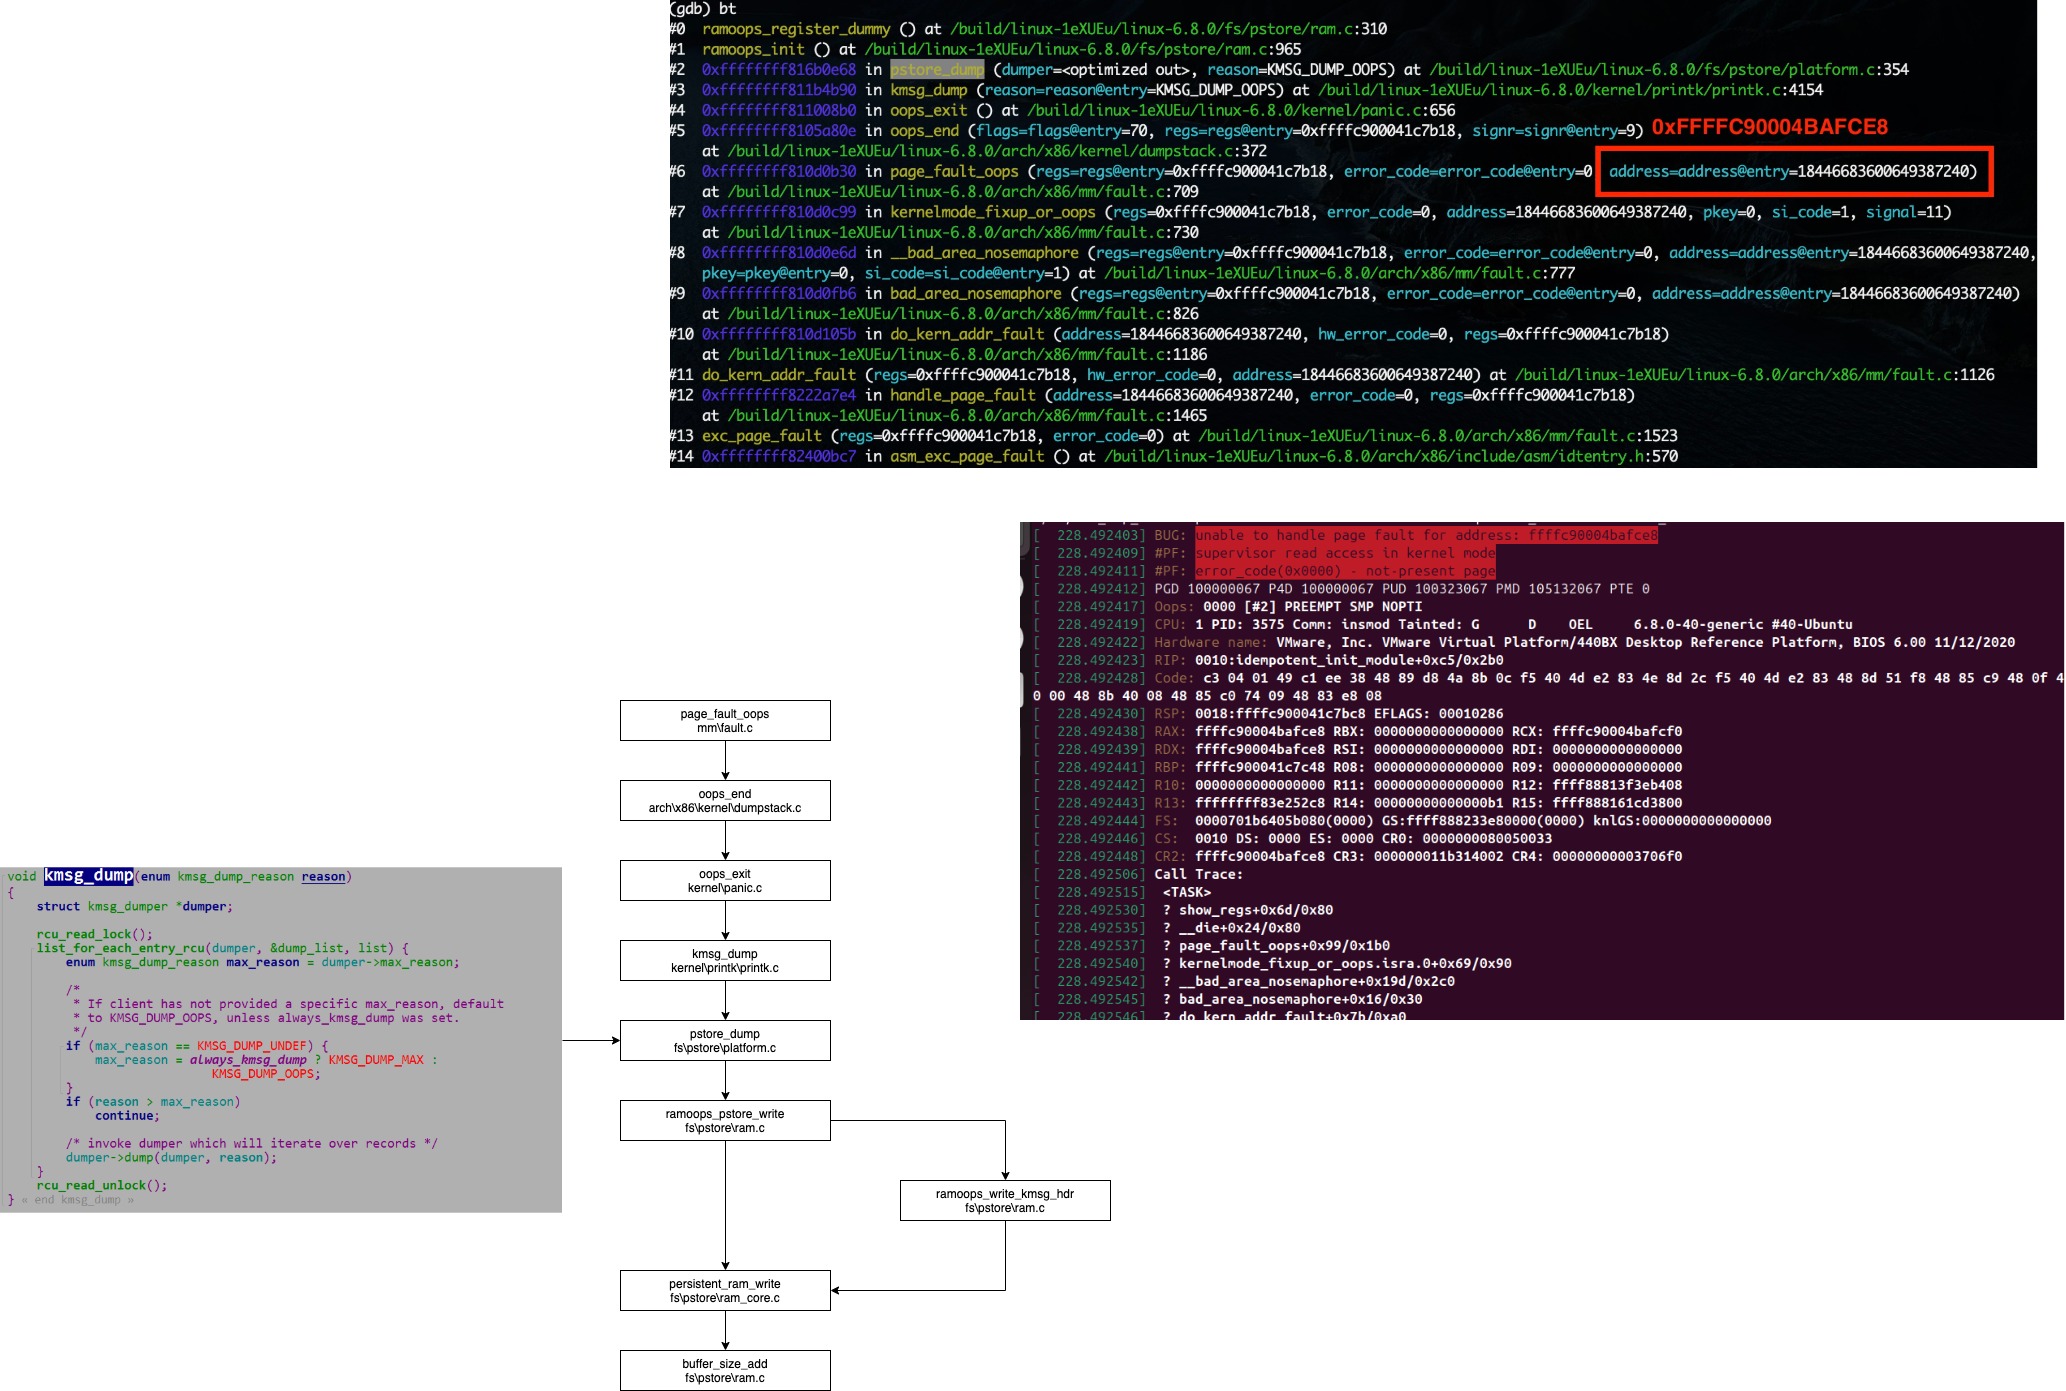 (gdb) bt
#0 ramoops_register_dummy () at /build/linux-1eXUEu/linux-6.8.0/fs/pstore/ram.c:310
#1 ramoops_init () at /build/linux-1eXUEu/linux-6.8.0/fs/pstore/ram.c:965
#2 0xffffffff816b0e68 in pstore_dump (dumper=<optimized out>, reason=KMSG_DUMP_OOPS) at /build/linux-1eXUEu/linux-6.8.0/fs/pstore/platform.c:354
#3 0xffffffff811b4b90 in kmsg_dump (reason=reason@entry=KMSG_DUMP_OOPS) at /build/linux-1eXUEu/linux-6.8.0/kernel/printk/printk.c:4154
#4 0xffffffff811008b0 in oops_exit () at /build/linux-1eXUEu/linux-6.8.0/kernel/panic.c:656
#5 0xffffffff8105a80e in oops_end (flags=flags@entry=70, regs=regs@entry=0xffffc900041c7b18, signr=signr@entry=9) 0xFFFFC90004BAFCE8
at /build/linux-1eXUEu/linux-6.8.0/arch/x86/kernel/dumpstack.c:372
#6 0xffffffff810d0b30 in page_fault_oops (regs=regs@entry=0xffffc900041c7b18, error_code=error_code@entry=0 address=address@entry=18446683600649387240)
at /build/linux-1eXUEu/linux-6.8.0/arch/x86/mm/fault.c:709
#7 0xffffffff810d0c99 in kernelmode_fixup_or_oops (regs=0xffffc900041c7b18, error_code=0, address=18446683600649387240, pkey=0, si_code=1, signal=11)
at /build/linux-1eXUEu/linux-6.8.0/arch/x86/mm/fault.c:730
#8 0xffffffff810d0e6d in __bad_area_nosemaphore (regs=regs@entry=0xffffc900041c7b18, error_code=error_code@entry=0, address=address@entry=18446683600649387240,
pkey=pkey@entry=0, si_code=si_code@entry=1) at /build/linux-1eXUEu/linux-6.8.0/arch/x86/mm/fault.c:777
#9 0xffffffff810d0fb6 in bad_area_nosemaphore (regs=regs@entry=0xffffc900041c7b18, error_code=error_code@entry=0, address=address@entry=18446683600649387240)
at /build/linux-1eXUEu/linux-6.8.0/arch/x86/mm/fault.c:826
#10 0xffffffff810d105b in do_kern_addr_fault (address=18446683600649387240, hw_error_code=0, regs=0xffffc900041c7b18)
at /build/linux-1eXUEu/linux-6.8.0/arch/x86/mm/fault.c:1186
#11 do_kern_addr_fault (regs=0xffffc900041c7b18, hw_error_code=0, address=18446683600649387240) at /build/linux-1eXUEu/linux-6.8.0/arch/x86/mm/fault.c:1126
#12 0xffffffff8222a7e4 in handle_page_fault (address=18446683600649387240, error_code=0, regs=0xffffc900041c7b18)
at /build/linux-1eXUEu/linux-6.8.0/arch/x86/mm/fault.c:1465
#13 exc_page_fault (regs=0xffffc900041c7b18, error_code=0) at /build/linux-1eXUEu/linux-6.8.0/arch/x86/mm/fault.c:1523
#14 0xffffffff82400bc7 in asm_exc_page_fault () at /build/linux-1eXUEu/linux-6.8.0/arch/x86/include/asm/idtentry.h:570
[ 228.492403] BUG: unable to handle page fault for address: ffffc90004bafce8
[ 228.492409] #PF: supervisor read access in kernel mode
[ 228.492411] #PF: error_code(0x0000) - not-present page
[ 228.492412] PGD 100000067 P4D 100000067 PUD 100323067 PMD 105132067 PTE 0
[ 228.492417] Oops: 0000 [#2] PREEMPT SMP NOPTI
[ 228.492419] CPU: 1 PID: 3575 Comm: insmod Tainted: G D OEL 6.8.0-40-generic #40-Ubuntu
[ 228.492422] Hardware name: VMware, Inc. VMware Virtual Platform/440BX Desktop Reference Platform, BIOS 6.00 11/12/2020
[ 228.492423] RIP: 0010:idempotent_init_module+0xc5/0x2b0
[ 228.492428] Code: c3 04 01 49 c1 ee 38 48 89 d8 4a 8b 0c f5 40 4d e2 83 4e 8d 2c f5 40 4d e2 83 48 8d 51 f8 48 85 c9 48 0f 4
0 00 48 8b 40 08 48 85 c0 74 09 48 83 e8 08
[ 228.492430] RSP: 0018:ffffc900041c7bc8 EFLAGS: 00010286
[ 228.492438] RAX: ffffc90004bafce8 RBX: 0000000000000000 RCX: ffffc90004bafcf0
[ 228.492439] RDX: ffffc90004bafce8 RSI: 0000000000000000 RDI: 0000000000000000
[ 228.492441] RBP: ffffc900041c7c48 R08: 0000000000000000 R09: 0000000000000000
[ 228.492442] R10: 0000000000000000 R11: 0000000000000000 R12: ffff88813f3eb408
[ 228.492443] R13: ffffffff83e252c8 R14: 00000000000000b1 R15: ffff888161cd3800
[ 228.492444] FS: 0000701b6405b080(0000) GS:ffff888233e80000(0000) knlGS:0000000000000000
[ 228.492446] CS: 0010 DS: 0000 ES: 0000 CR0: 0000000080050033
[ 228.492448] CR2: ffffc90004bafce8 CR3: 000000011b314002 CR4: 00000000003706f0
[ 228.492506] Call Trace:
[ 228.492515] <TASK>
[ 228.492530] ? show_regs+0x6d/0x80
[ 228.492535] ? __die+0x24/0x80
[ 228.492537] ? page_fault_oops+0x99/0x1b0
[ 228.492540] ? kernelmode_fixup_or_oops.isra.0+0x69/0x90
[ 228.492542] ? __bad_area_nosemaphore+0x19d/0x2c0
[ 228.492545] ? bad_area_nosemaphore+0x16/0x30
[ 228.492546] ? do_kern_addr_fault+0x7b/0xa0
void kmsg_dump(enum kmsg_dump_reason reason)
{
struct kmsg_dumper *dumper;
rcu_read_lock();
list_for_each_entry_rcu(dumper, &dump_list, list) {
enum kmsg_dump_reason max_reason = dumper->max_reason;
/*
* If client has not provided a specific max_reason, default
* to KMSG_DUMP_OOPS, unless always_kmsg_dump was set.
*/
if (max_reason == KMSG_DUMP_UNDEF) {
max_reason = always_kmsg_dump ? KMSG_DUMP_MAX :
KMSG_DUMP_OOPS;
}
if (reason > max_reason)
continue;
/* invoke dumper which will iterate over records */
dumper->dump(dumper, reason);
}
rcu_read_unlock();
} « end kmsg_dump »
page_fault_oops
mm\fault.c
oops_end
arch\x86\kernel\dumpstack.c
oops_exit
kernel\panic.c
kmsg_dump
kernel\printk\printk.c
pstore_dump
fs\pstore\platform.c
ramoops_pstore_write
fs\pstore\ram.c
ramoops_write_kmsg_hdr
fs\pstore\ram.c
persistent_ram_write
fs\pstore\ram_core.c
buffer_size_add
fs\pstore\ram.c